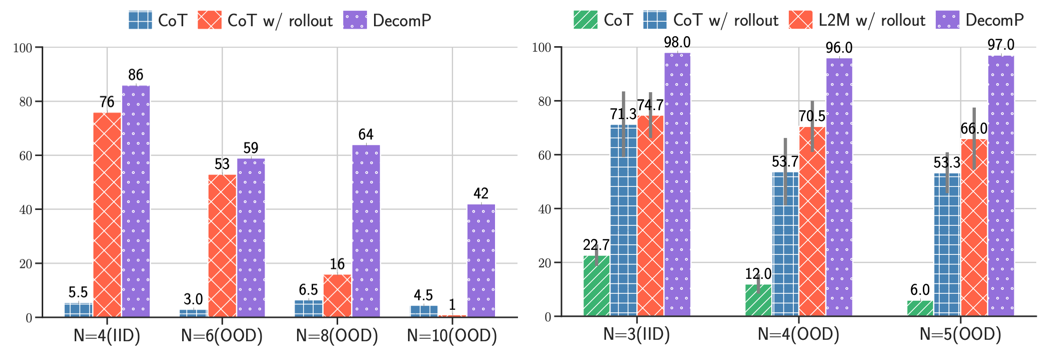 CoT CoT w/ rollout DecomP
100
80
60
40
20
0
5.5 76 86
3.0 53 59
6.5 16 64
4.5 1 42
N=4(IID) N=6(OOD) N=8(OOD) N=10(OOD)
CoT CoT w/ rollout L2M w/ rollout DecomP
100
80
60
40
20
0
22.7 71.3 74.7 98.0
12.0 53.7 70.5 96.0
6.0 53.3 66.0 97.0
N=3(IID) N=4(OOD) N=5(OOD)